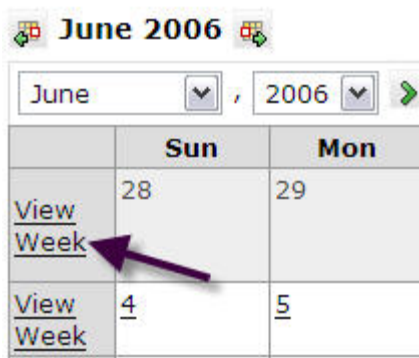 June 2006
June , 2006
Sun Mon
View Week 28 29
View Week 4 5